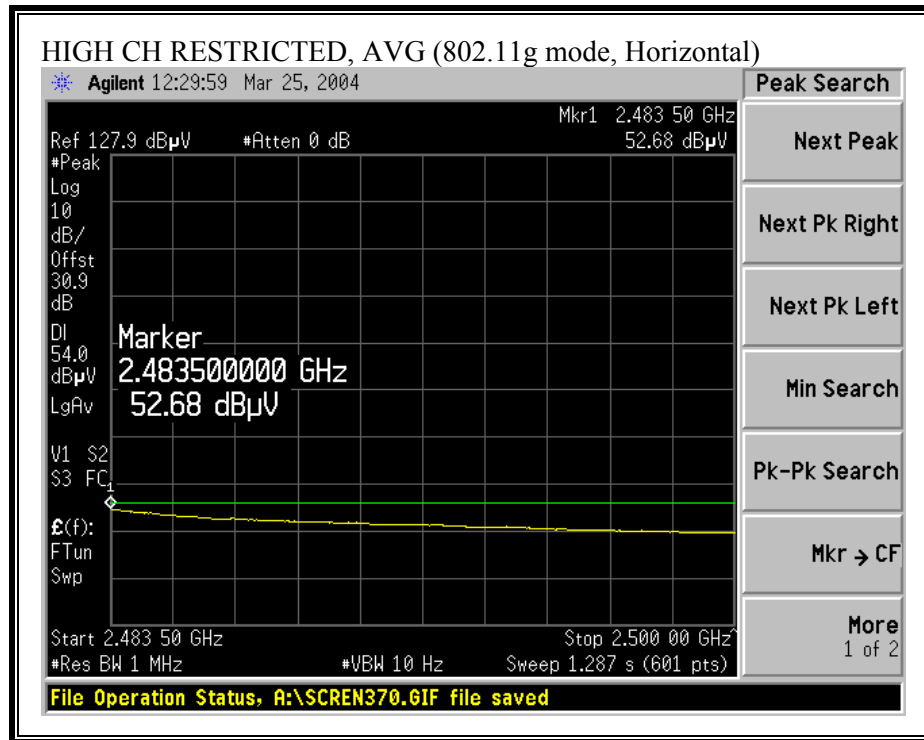 HIGH CH RESTRICTED, AVG (802.11g mode, Horizontal)
Agilent 12:29:59 Mar 25, 2004
Peak Search
Mkr1 2.483 50 GHz
Ref 127.9 dBµV #Atten 0 dB 52.68 dBµV
#Peak
Log
10
dB/
Offst
30.9
dB
DI
54.0
dBµV
LgAv
V1 S2
S3 FC
£(f):
FTun
Swp
Marker
2.483500000 GHz
52.68 dBµV
1
Start 2.483 50 GHz Stop 2.500 00 GHz^
#Res BW 1 MHz #VBW 10 Hz Sweep 1.287 s (601 pts)
File Operation Status, A:\SCREN370.GIF file saved
Next Peak
Next Pk Right
Next Pk Left
Min Search
Pk-Pk Search
Mkr → CF
More
1 of 2